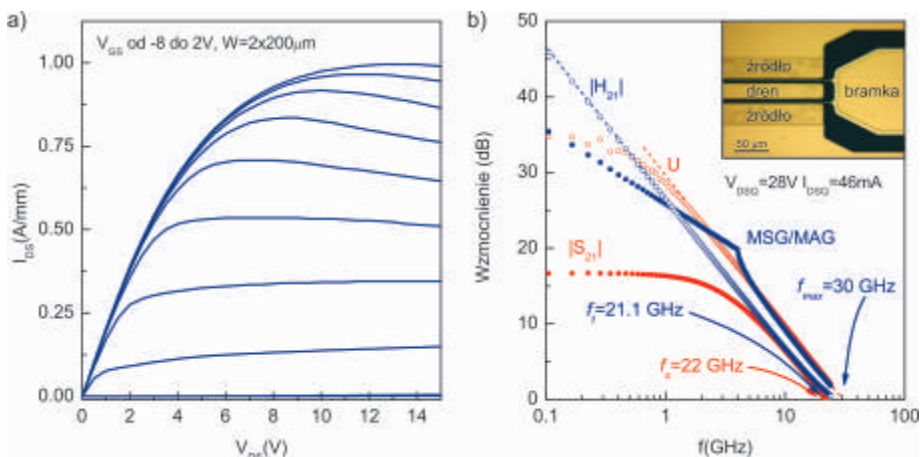 a)
V_GS od -8 do 2V, W=2x200μm
1.00
0.75
0.50
0.25
0.00
I_DS(A/mm)
0 2 4 6 8 10 12 14
V_DS(V)
b)
50
40
30
20
10
0
Wzmocnienie (dB)
0.1 1 10 100
f(GHz)
|H_21|
U
|S_21|
MSG/MAG
f_max=30 GHz
f_T=21.1 GHz
f_s=22 GHz
V_DSQ=28V I_DSQ=46mA
źródło
dren
źródło
bramka
50 μm